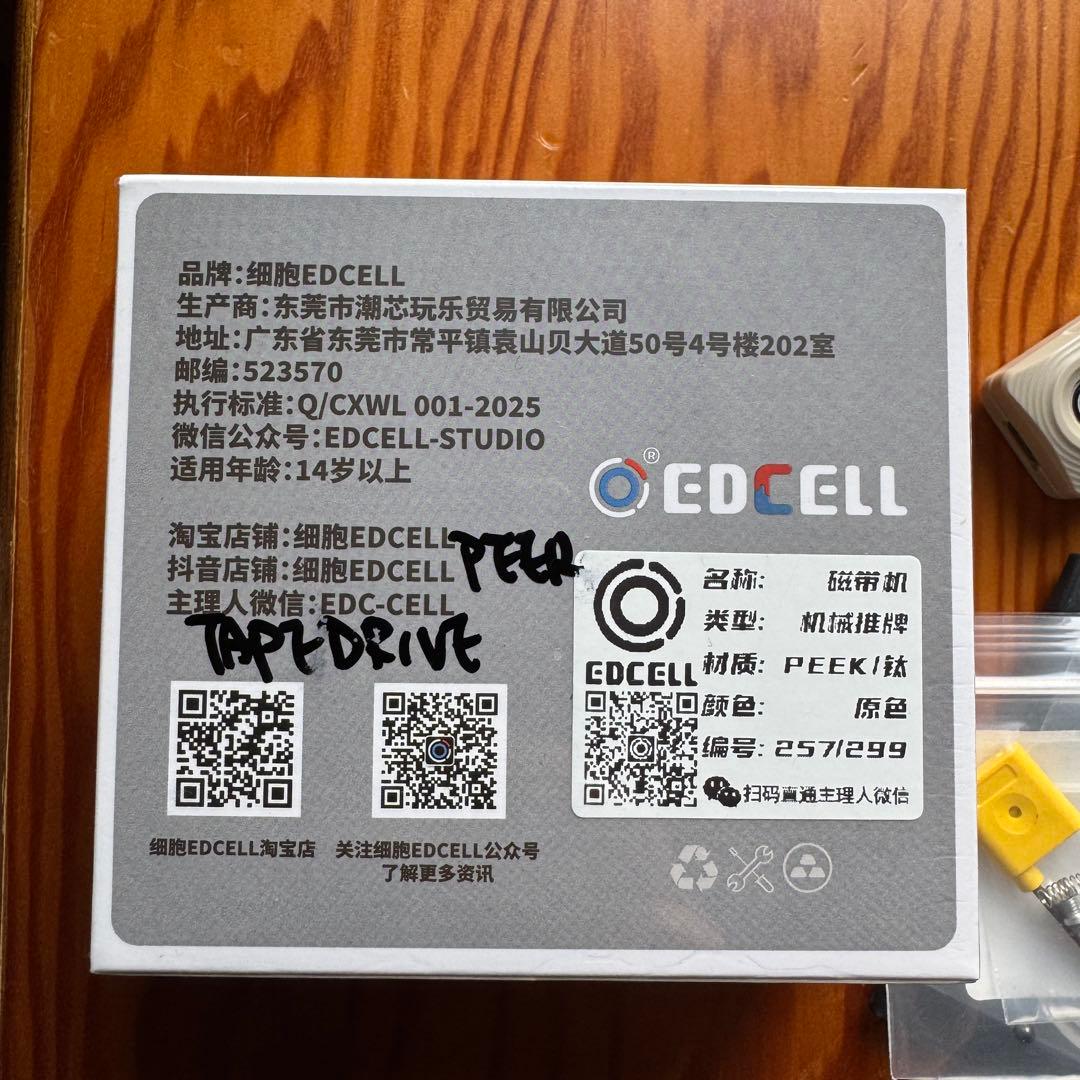 品牌:细胞EDCELL
生产商:东莞市潮芯玩乐贸易有限公司
地址:广东省东莞市常平镇袁山贝大道50号4号楼202室
邮编:523570
执行标准:Q/CXWL 001-2025
微信公众号:EDCELL-STUDIO
适用年龄:14岁以上
®EDCELL
淘宝店铺:细胞EDCELL
抖音店铺:细胞EDCELL
主理人微信:EDC-CELL
PEEK
TAPEDRIVE
细胞EDCELL淘宝店
关注细胞EDCELL公众号
了解更多资讯
EDCELL
名称: 磁带机
类型: 机械推牌
材质: PEEK/钛
颜色: 原色
编号: 257/299
扫码直通主理人微信